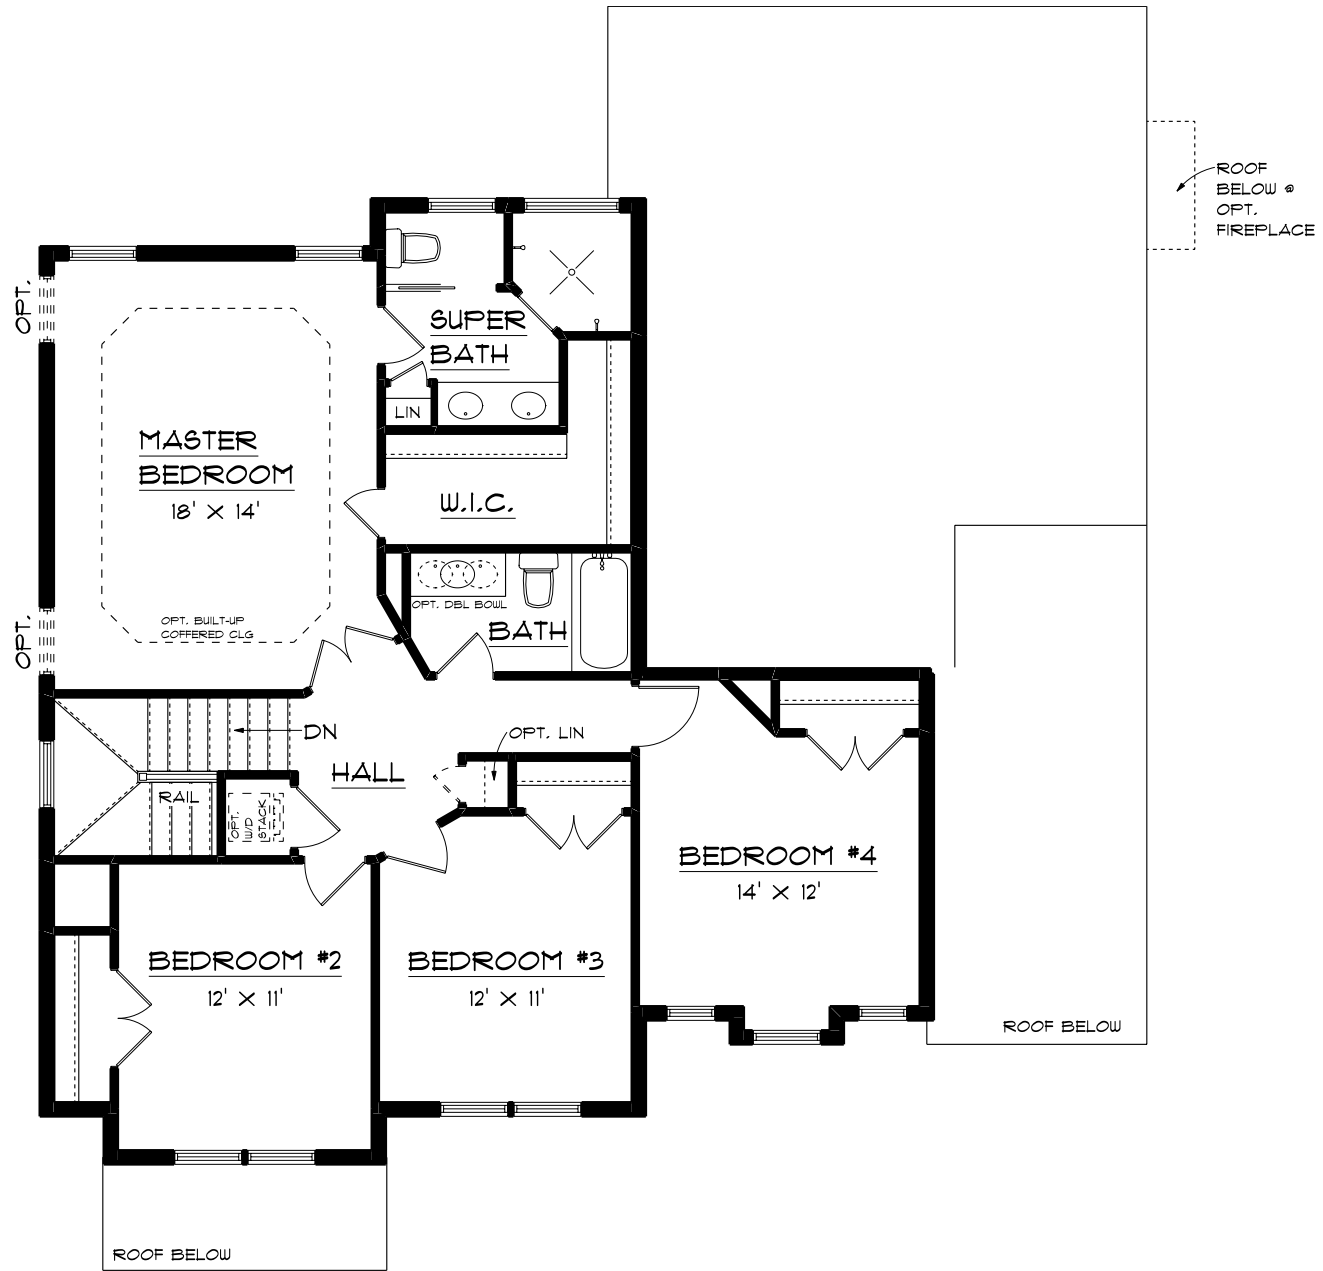 ROOF
BELOW @
OPT.
FIREPLACE
OPT.
SUPER
BATH
LIN
MASTER
BEDROOM
18' X 14'
W.I.C.
OPT. BUILT-UP
COFFERED CLG
OPT.
OPT. DBL BOWL
BATH
DN
OPT. LIN
HALL
RAIL
OPT.
W/D
STACK
BEDROOM #4
14' X 12'
BEDROOM #2
12' X 11'
BEDROOM #3
12' X 11'
ROOF BELOW
ROOF BELOW